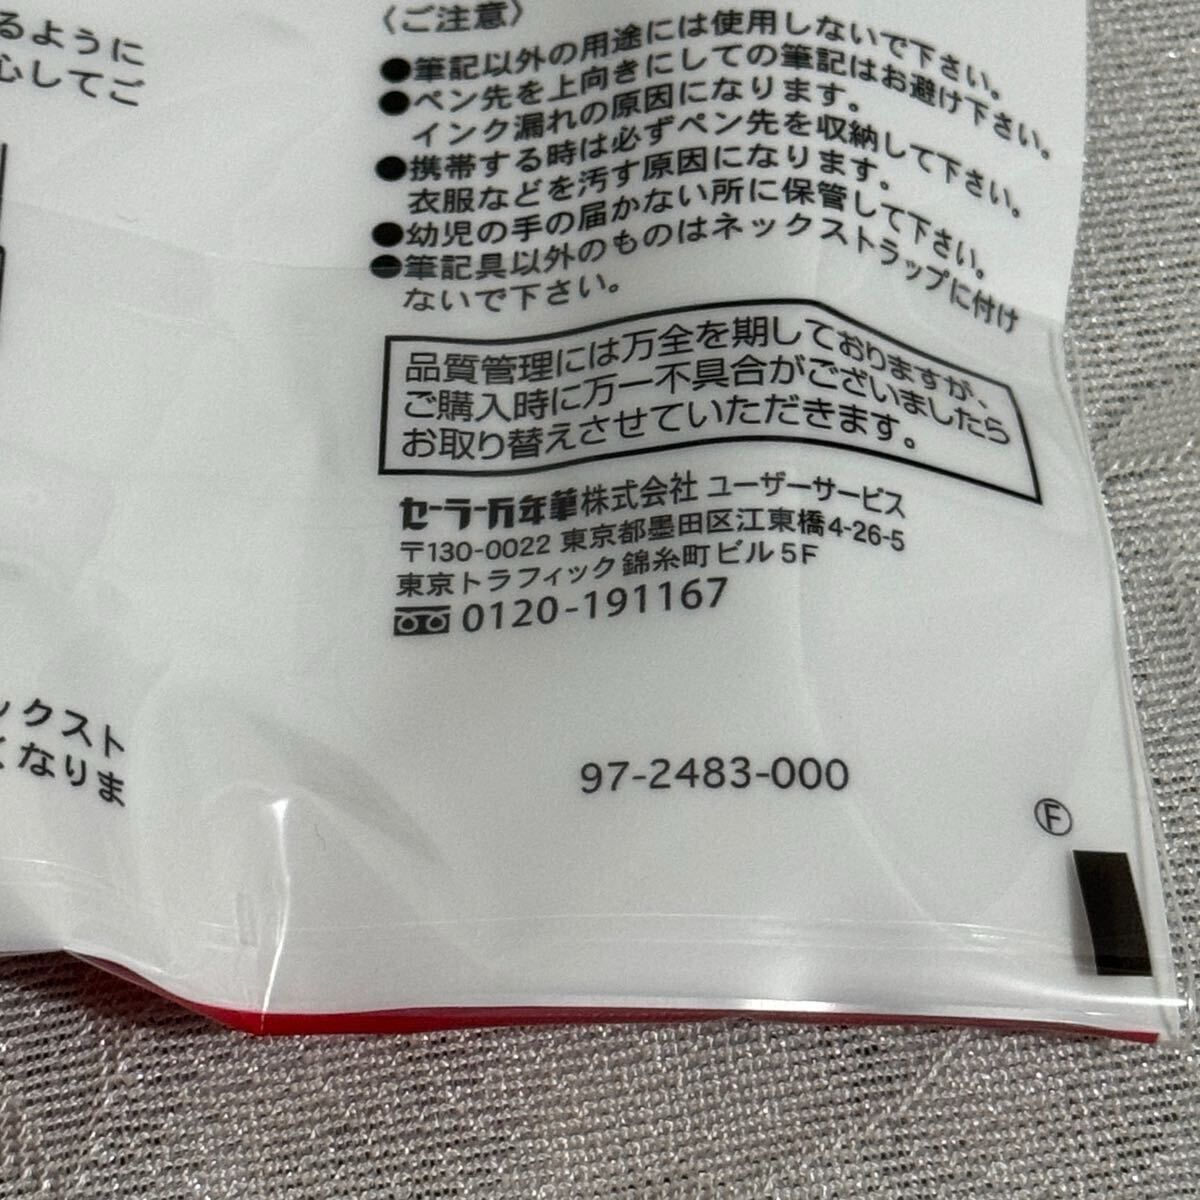 るように
心してご
〈ご注意〉
●筆記以外の用途には使用しないで下さい。
●ペン先を上向きにしての筆記はお避け下さい。
インク漏れの原因になります。
●携帯する時は必ずペン先を収納して下さい。
衣服などを汚す原因になります。
●幼児の手の届かない所に保管して下さい。
●筆記具以外のものはネックストラップに付け
ないで下さい。
品質管理には万全を期しておりますが、
ご購入時に万一不具合がございましたら
お取り替えさせていただきます。
セーラー万年筆株式会社 ユーザーサービス
〒130-0022 東京都墨田区江東橋4-26-5
東京トラフィック錦糸町ビル5F
0120-191167
ックスト
くなりま
97-2483-000
Ⓕ